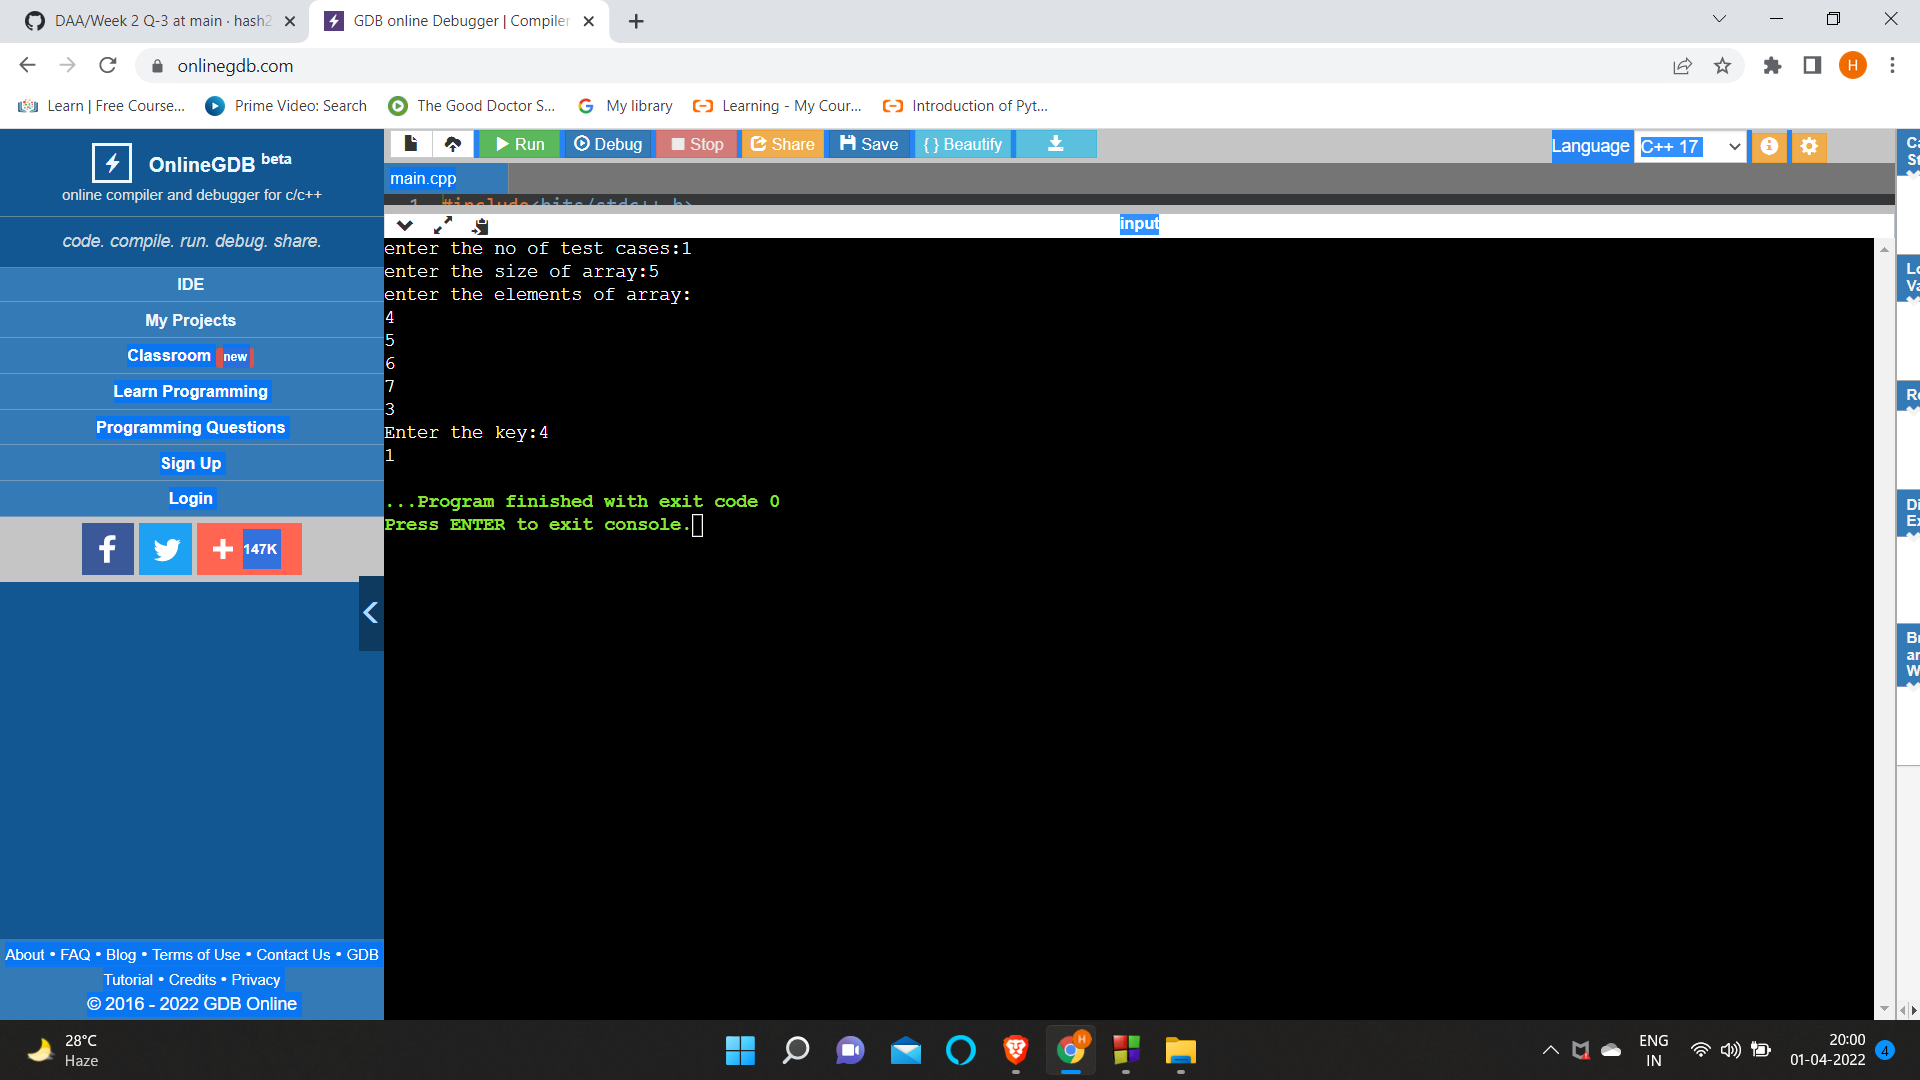 DAA/Week 2 Q-3 at main · hash2
GDB online Debugger | Compiler
onlinegdb.com
H
Learn | Free Course...
Prime Video: Search
The Good Doctor S...
My library
Learning - My Cour...
Introduction of Pyt...
OnlineGDB beta
online compiler and debugger for c/c++
code. compile. run. debug. share.
IDE
My Projects
Classroom new
Learn Programming
Programming Questions
Sign Up
Login
147K
About • FAQ • Blog • Terms of Use • Contact Us • GDB
Tutorial • Credits • Privacy
© 2016 - 2022 GDB Online
Run
Debug
Stop
Share
Save
{ } Beautify
Language
C++ 17
main.cpp
1 #include<bits/stdc++.h>
input
enter the no of test cases:1
enter the size of array:5
enter the elements of array:
4
5
6
7
3
Enter the key:4
1
...Program finished with exit code 0
Press ENTER to exit console.
28°C
Haze
H
ENG
IN
20:00
01-04-2022
4